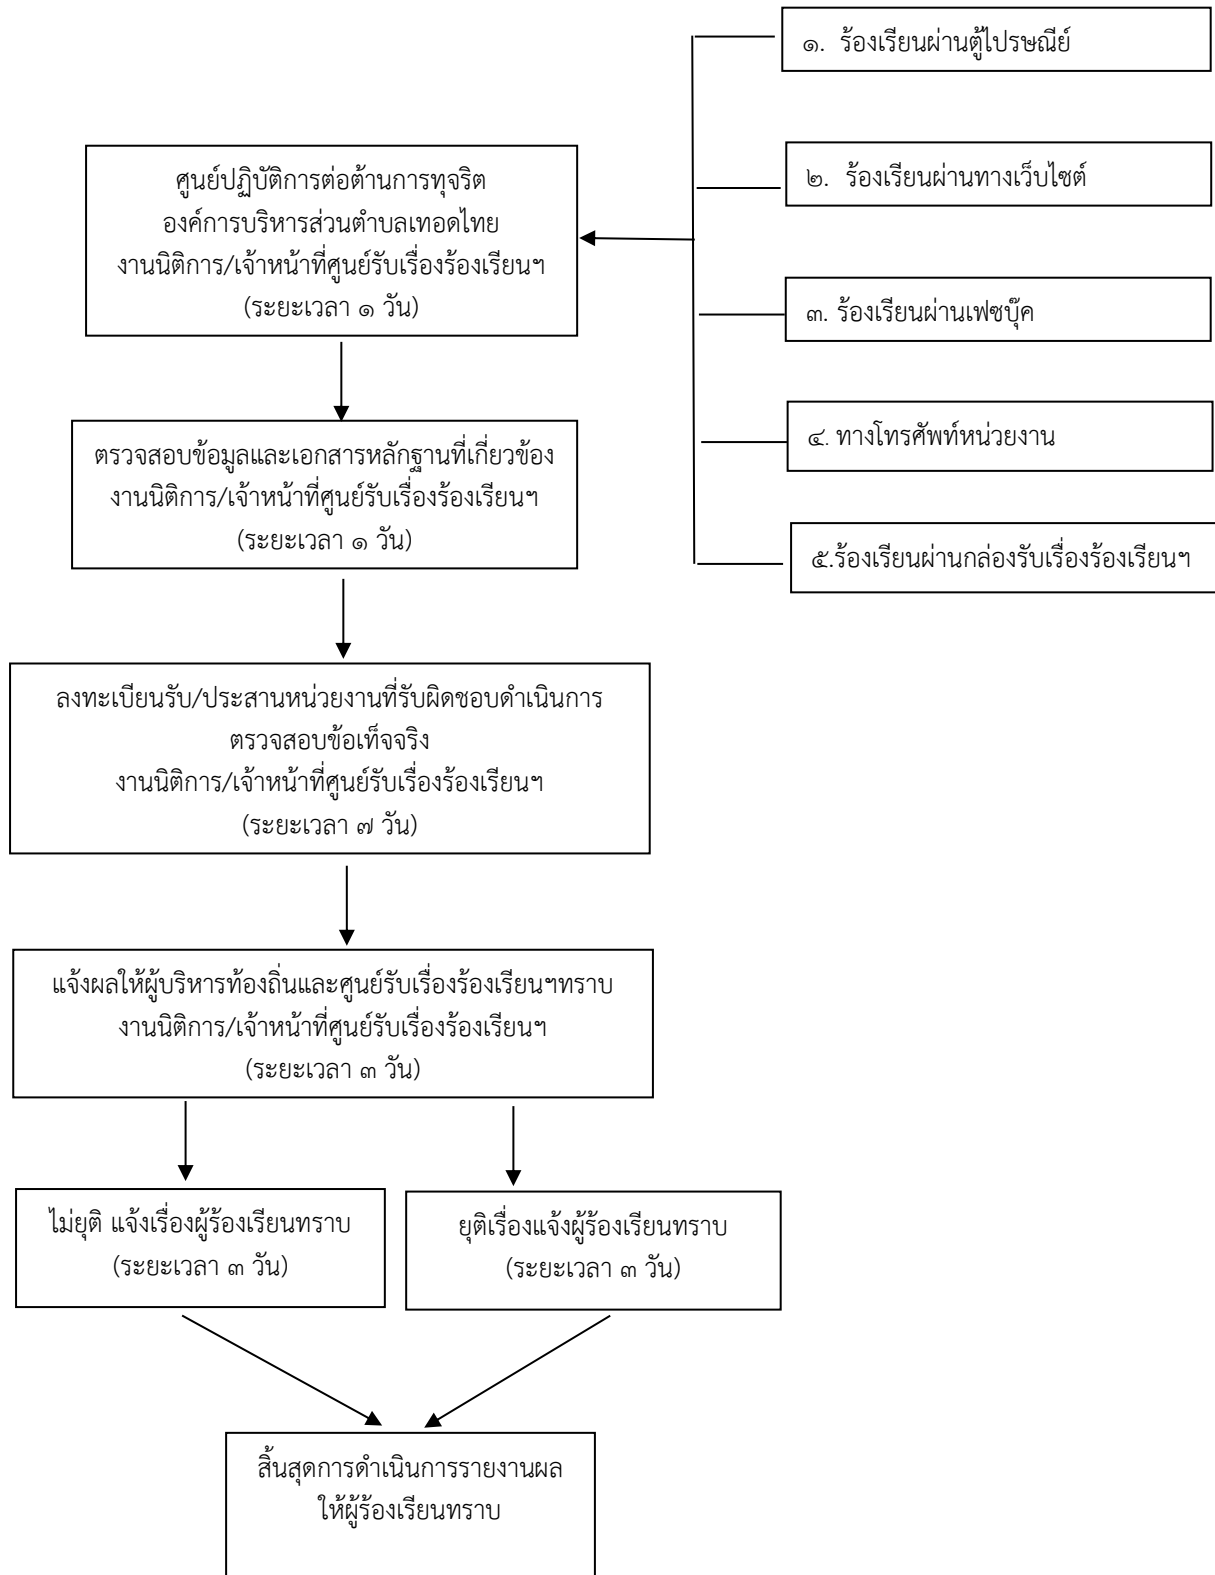 ๑. ร้องเรียนผ่านตู้ไปรษณีย์
๒. ร้องเรียนผ่านทางเว็บไซต์
๓. ร้องเรียนผ่านเฟซบุ๊ค
๔. ทางโทรศัพท์หน่วยงาน
๕.ร้องเรียนผ่านกล่องรับเรื่องร้องเรียนฯ
ศูนย์ปฏิบัติการต่อต้านการทุจริต
องค์การบริหารส่วนตำบลเทอดไทย
งานนิติการ/เจ้าหน้าที่ศูนย์รับเรื่องร้องเรียนฯ
(ระยะเวลา ๑ วัน)
ตรวจสอบข้อมูลและเอกสารหลักฐานที่เกี่ยวข้อง
งานนิติการ/เจ้าหน้าที่ศูนย์รับเรื่องร้องเรียนฯ
(ระยะเวลา ๑ วัน)
ลงทะเบียนรับ/ประสานหน่วยงานที่รับผิดชอบดำเนินการ
ตรวจสอบข้อเท็จจริง
งานนิติการ/เจ้าหน้าที่ศูนย์รับเรื่องร้องเรียนฯ
(ระยะเวลา ๗ วัน)
แจ้งผลให้ผู้บริหารท้องถิ่นและศูนย์รับเรื่องร้องเรียนฯทราบ
งานนิติการ/เจ้าหน้าที่ศูนย์รับเรื่องร้องเรียนฯ
(ระยะเวลา ๓ วัน)
ไม่ยุติ แจ้งเรื่องผู้ร้องเรียนทราบ
(ระยะเวลา ๓ วัน)
ยุติเรื่องแจ้งผู้ร้องเรียนทราบ
(ระยะเวลา ๓ วัน)
สิ้นสุดการดำเนินการรายงานผล
ให้ผู้ร้องเรียนทราบ